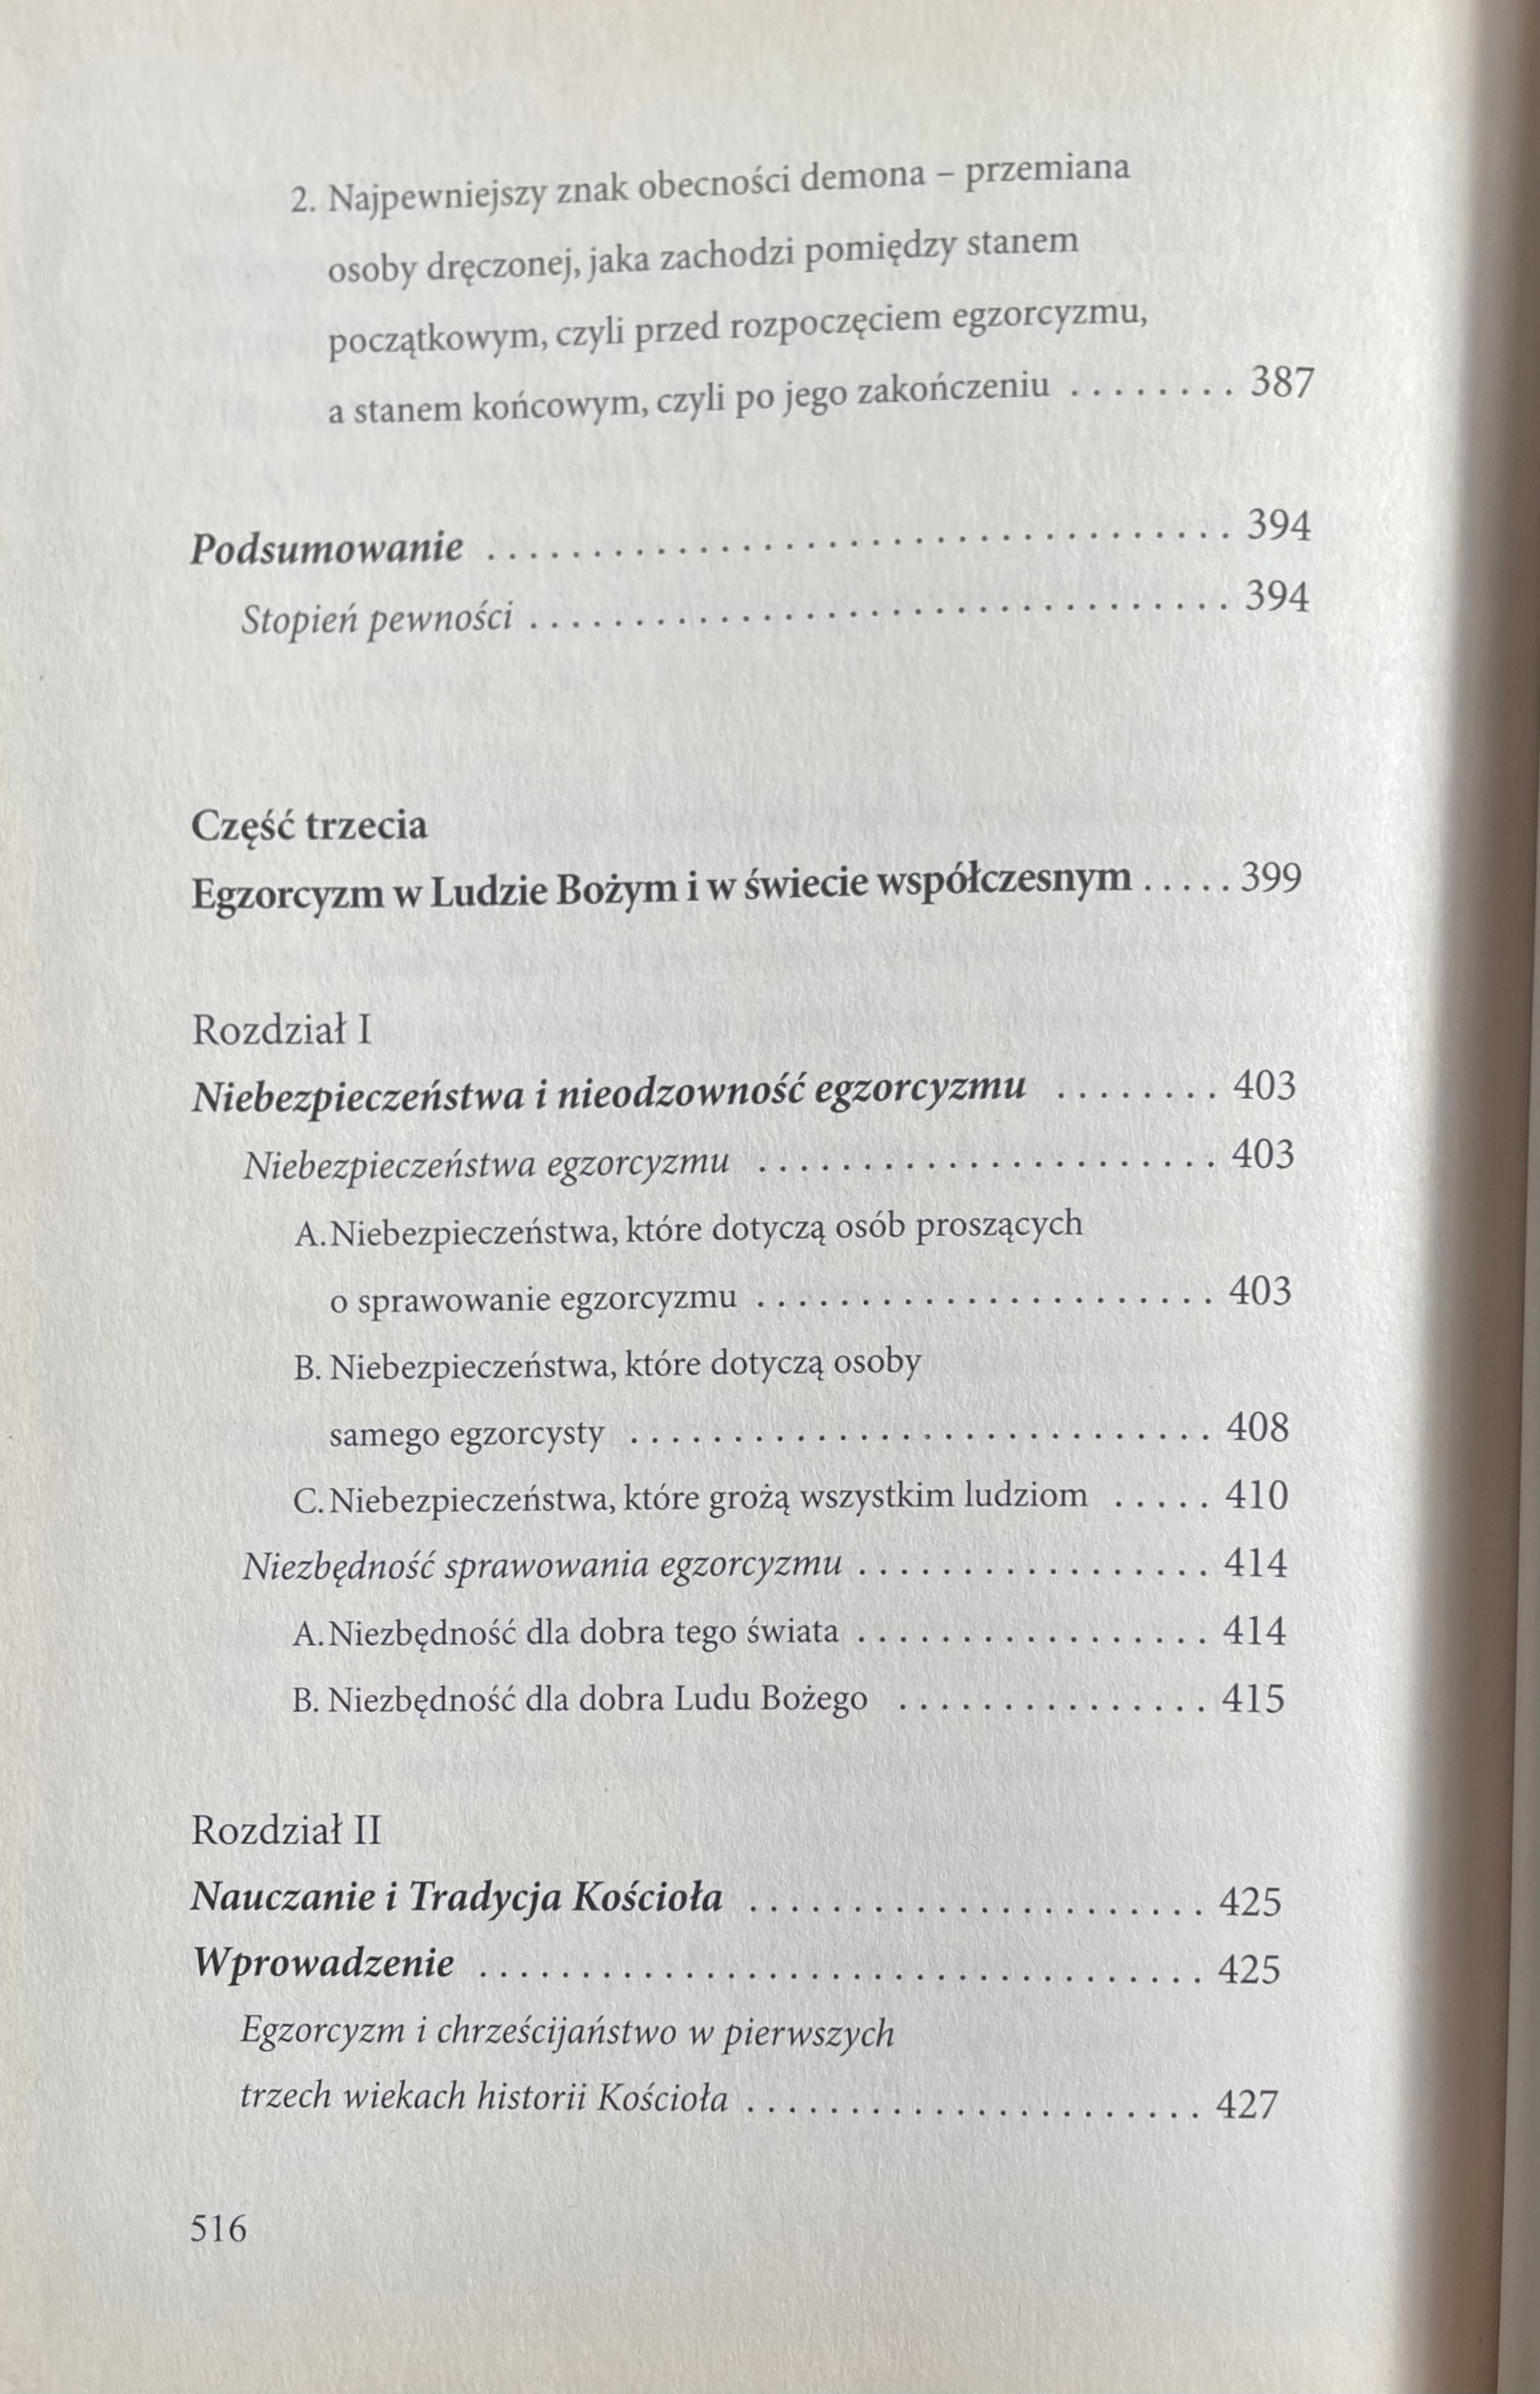 2. Najpewniejszy znak obecności demona – przemiana
osoby dręczonej, jaka zachodzi pomiędzy stanem
początkowym, czyli przed rozpoczęciem egzorcyzmu,
a stanem końcowym, czyli po jego zakończeniu . . . . . . . . 387
Podsumowanie . . . . . . . . . . . . . . . . . . . . . . . . . . . . . . . . . . . 394
Stopień pewności . . . . . . . . . . . . . . . . . . . . . . . . . . . . . . . . . 394
Część trzecia
Egzorcyzm w Ludzie Bożym i w świecie współczesnym . . . . . 399
Rozdział I
Niebezpieczeństwa i nieodzowność egzorcyzmu . . . . . . . . 403
Niebezpieczeństwa egzorcyzmu . . . . . . . . . . . . . . . . . . . . . . 403
A. Niebezpieczeństwa, które dotyczą osób proszących
o sprawowanie egzorcyzmu . . . . . . . . . . . . . . . . . . . . . . 403
B. Niebezpieczeństwa, które dotyczą osoby
samego egzorcysty . . . . . . . . . . . . . . . . . . . . . . . . . . . . 408
C. Niebezpieczeństwa, które grożą wszystkim ludziom . . . . . 410
Niezbędność sprawowania egzorcyzmu . . . . . . . . . . . . . . . . . 414
A. Niezbędność dla dobra tego świata . . . . . . . . . . . . . . . . . 414
B. Niezbędność dla dobra Ludu Bożego . . . . . . . . . . . . . . . 415
Rozdział II
Nauczanie i Tradycja Kościoła . . . . . . . . . . . . . . . . . . . . . . 425
Wprowadzenie . . . . . . . . . . . . . . . . . . . . . . . . . . . . . . . . . . . 425
Egzorcyzm i chrześcijaństwo w pierwszych
trzech wiekach historii Kościoła . . . . . . . . . . . . . . . . . . . . . . 427
516